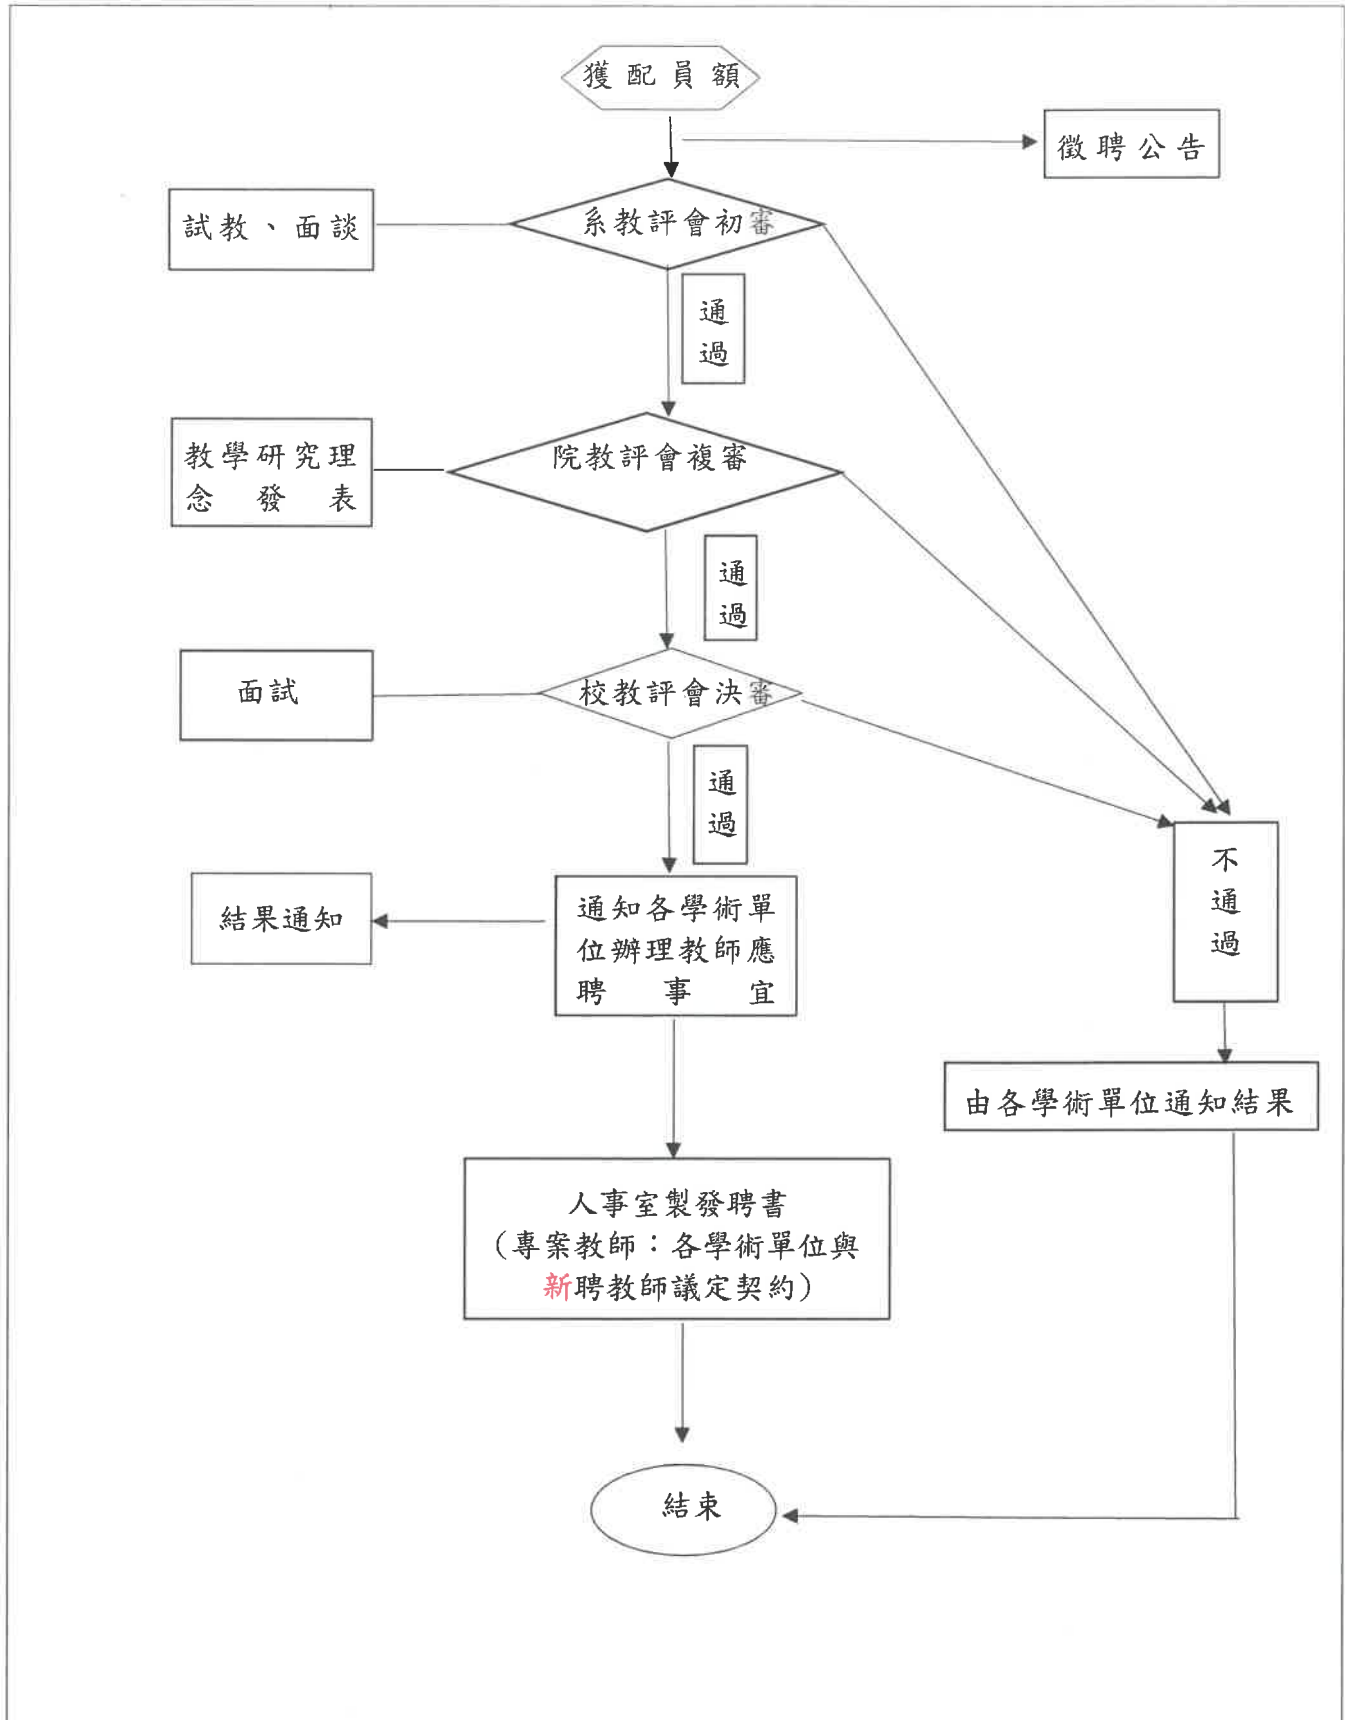 獲配員額
徵聘公告
試教、面談
系教評會初審
通
過
教學研究理
念發表
院教評會複審
通
過
面試
校教評會決審
通
過
結果通知
通知各學術單
位辦理教師應
聘事宜
不
通
過
由各學術單位通知結果
人事室製發聘書
（專案教師：各學術單位與
新聘教師議定契約）
結束